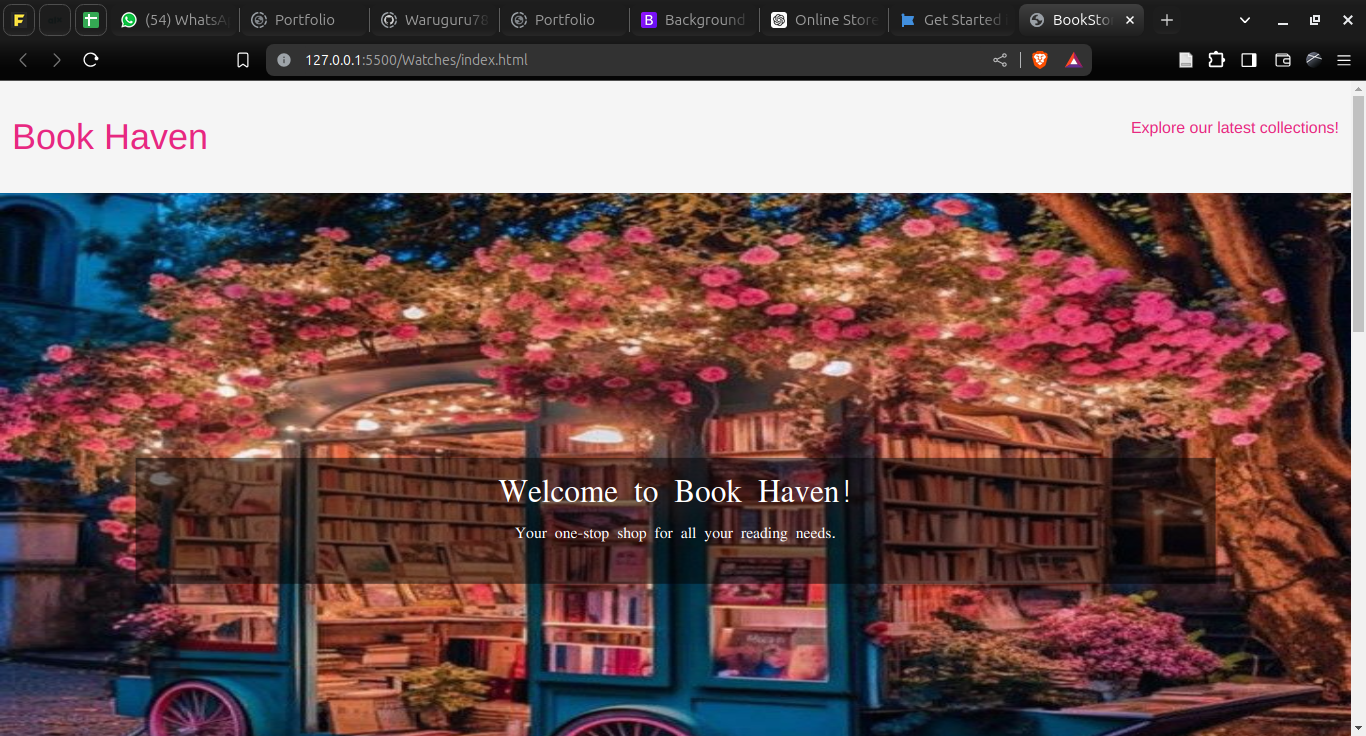 F
(54) WhatsA
Portfolio
Waruguru78
Portfolio
B
Background
Online Store
Get Started
BookSto
127.0.0.1:5500/Watches/index.html
Book Haven
Explore our latest collections!
Welcome to Book Haven!
Your one-stop shop for all your reading needs.